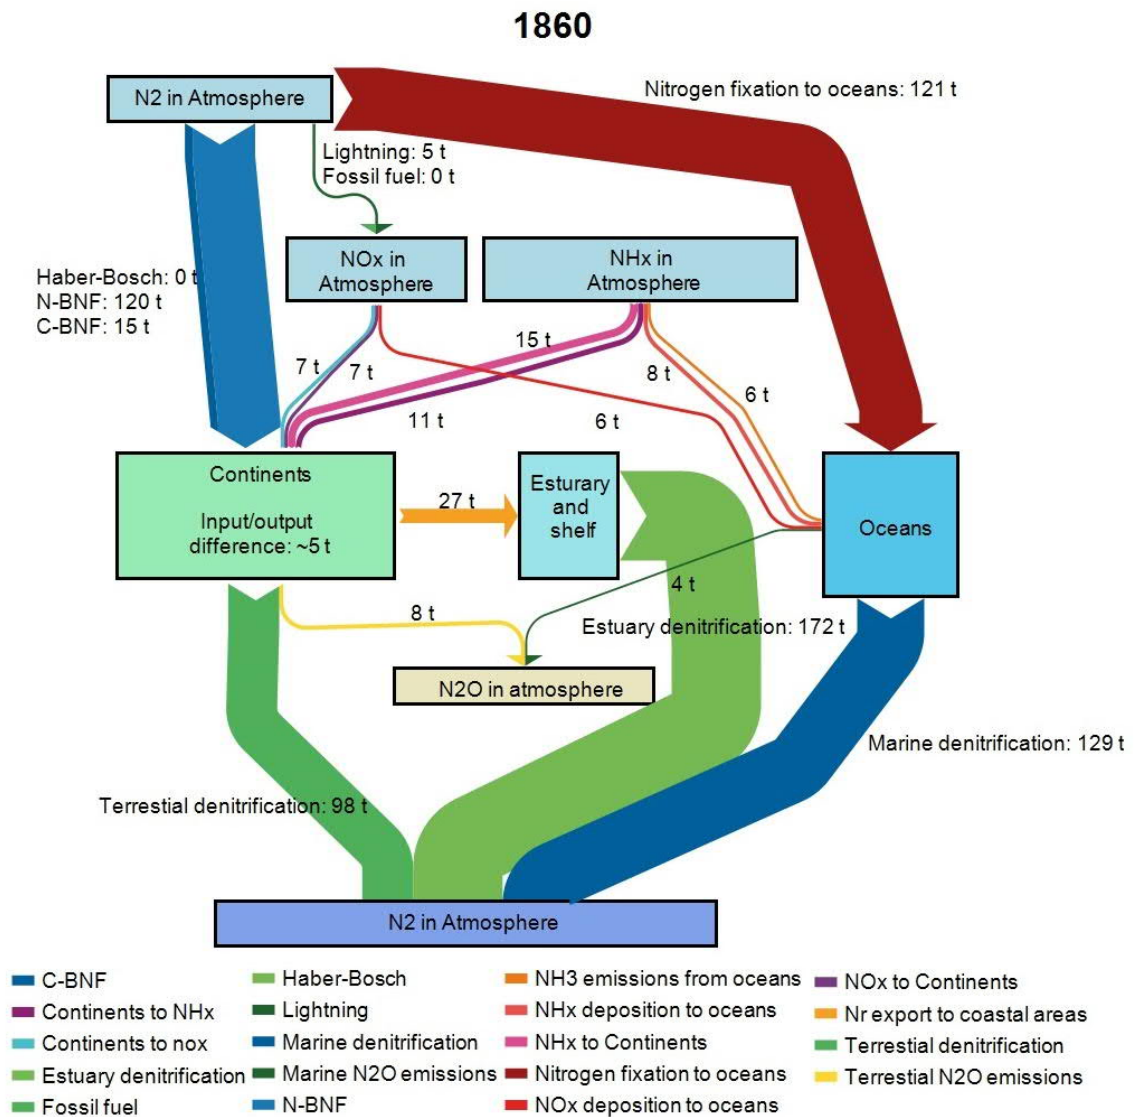 1860
N2 in Atmosphere
Nitrogen fixation to oceans: 121 t
Lightning: 5 t
Fossil fuel: 0 t
NOx in
Atmosphere
NHx in
Atmosphere
Haber-Bosch: 0 t
N-BNF: 120 t
C-BNF: 15 t
15 t
7 t
7 t
8 t
6 t
11 t
6 t
Continents
Input/output
difference: ~5 t
27 t
Esturary
and
shelf
Oceans
4 t
8 t
Estuary denitrification: 172 t
N2O in atmosphere
Marine denitrification: 129 t
Terrestial denitrification: 98 t
N2 in Atmosphere
C-BNF
Continents to NHx
Continents to nox
Estuary denitrification
Fossil fuel
Haber-Bosch
Lightning
Marine denitrification
Marine N2O emissions
N-BNF
NH3 emissions from oceans
NHx deposition to oceans
NHx to Continents
Nitrogen fixation to oceans
NOx deposition to oceans
NOx to Continents
Nr export to coastal areas
Terrestial denitrification
Terrestial N2O emissions